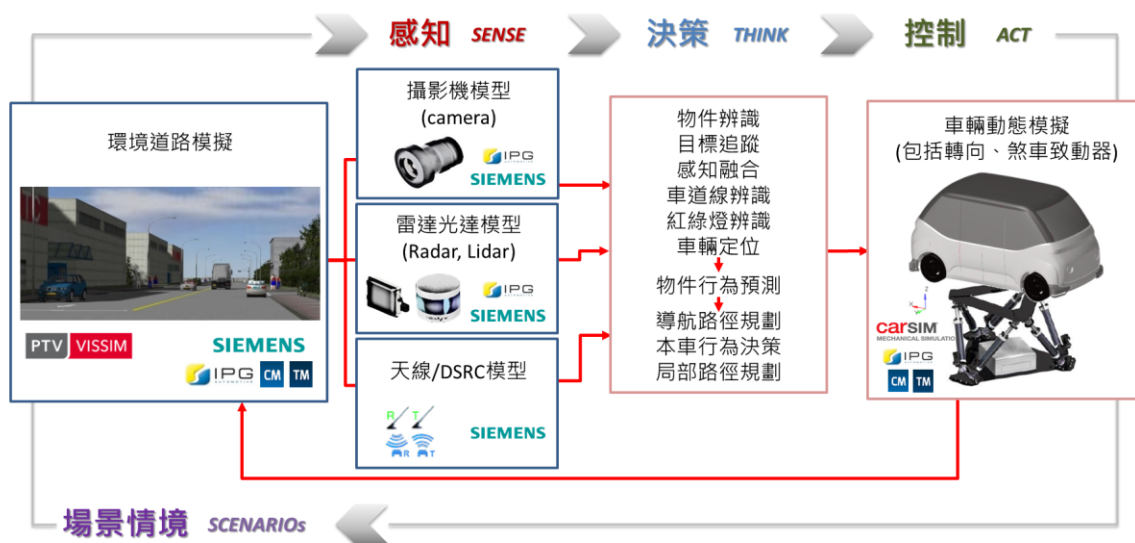 感知 SENSE
決策 THINK
控制 ACT
環境道路模擬
PTV VISSIM
SIEMENS
IPG
AUTOMOTIVE
CM TM
攝影機模型
(camera)
IPG
SIEMENS
雷達光達模型
(Radar, Lidar)
IPG
SIEMENS
天線/DSRC模型
R T
R T
SIEMENS
物件辨識
目標追蹤
感知融合
車道線辨識
紅綠燈辨識
車輛定位
物件行為預測
導航路徑規劃
本車行為決策
局部路徑規劃
車輛動態模擬
(包括轉向、煞車致動器)
carsim
MECHANICAL SIMULATIO
IPG
CM TM
場景情境 SCENARIOs